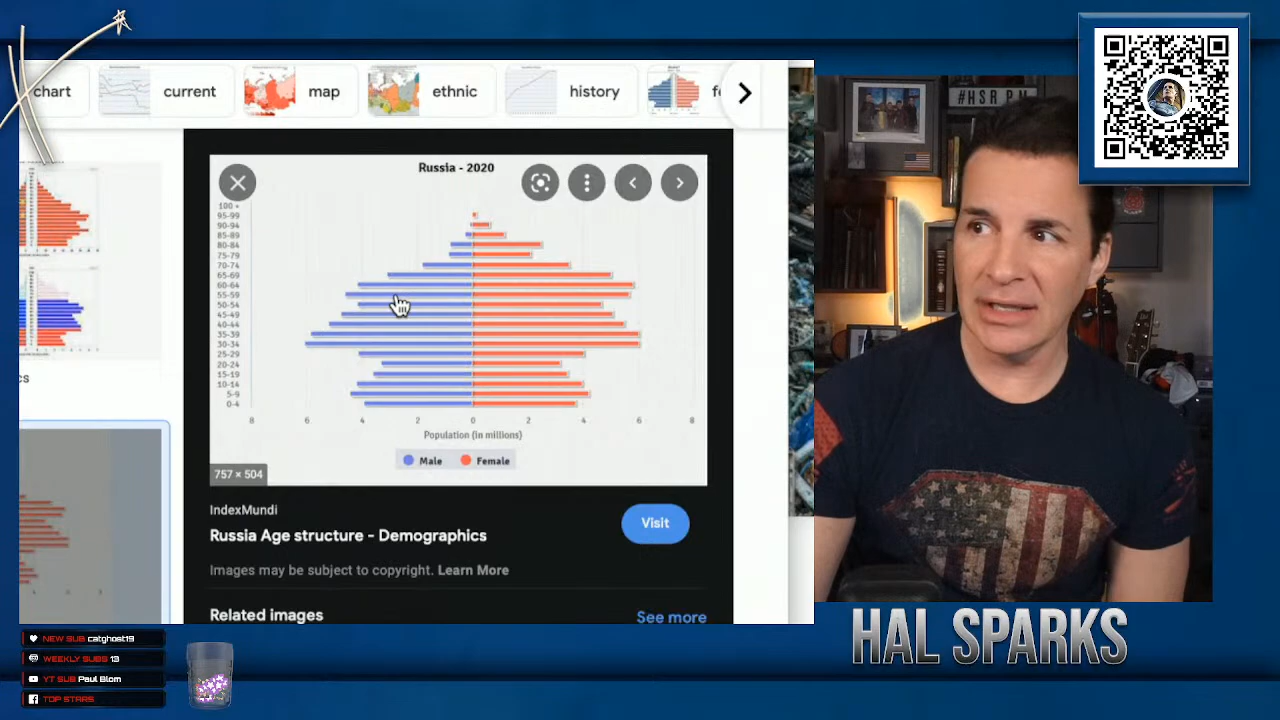 chart
current
map
ethnic
history
#HSR P.M
Russia - 2020
100 +
95-99
90-94
85-89
80-84
75-79
70-74
65-69
60-64
55-59
50-54
45-49
40-44
35-39
30-34
25-29
20-24
15-19
10-14
5-9
0-4
8 6 4 2 0 2 4 6 8
Population (in millions)
Male Female
757 × 504
IndexMundi
Russia Age structure - Demographics
Visit
Images may be subject to copyright. Learn More
Related images
See more
HAL SPARKS
NEW SUB catghost19
WEEKLY SUBS 13
YT SUB Paul Blom
TOP STARS